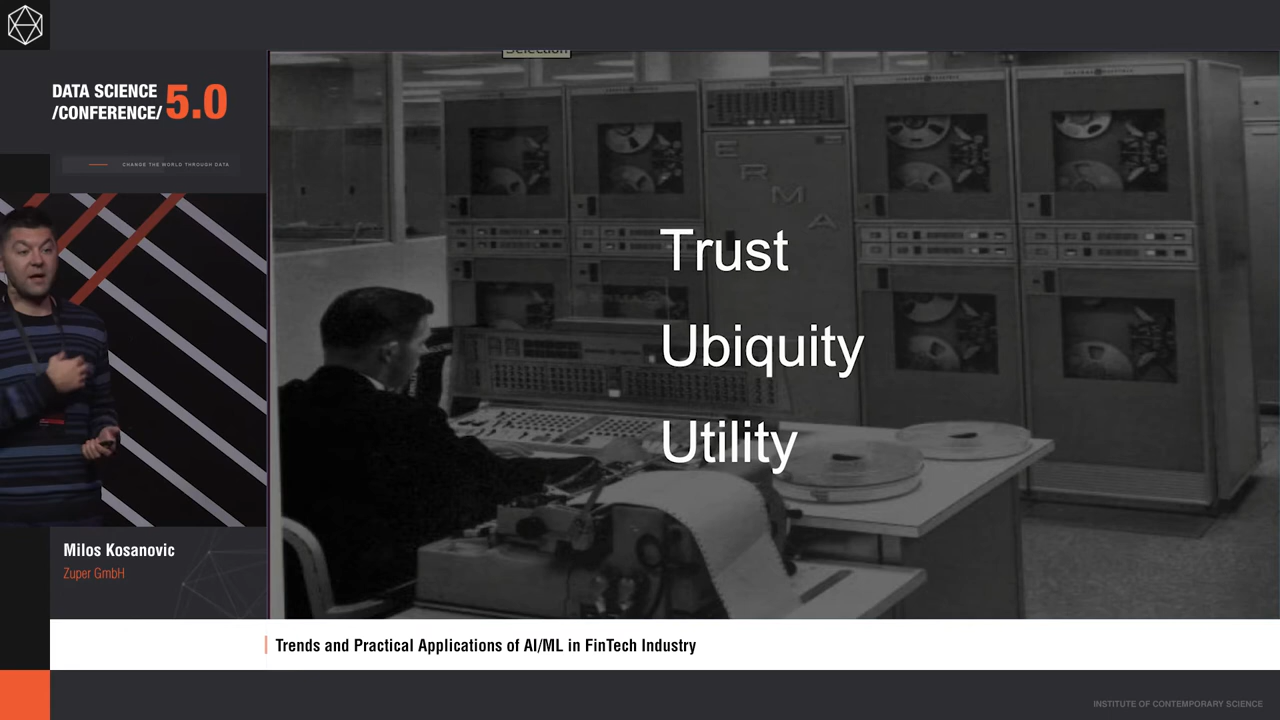 DATA SCIENCE
/CONFERENCE/ 5.0
CHANGE THE WORLD THROUGH DATA
Selection
E
R
M
A
Trust
Ubiquity
Utility
Milos Kosanovic
Zuper GmbH
Trends and Practical Applications of AI/ML in FinTech Industry
INSTITUTE OF CONTEMPORARY SCIENCE